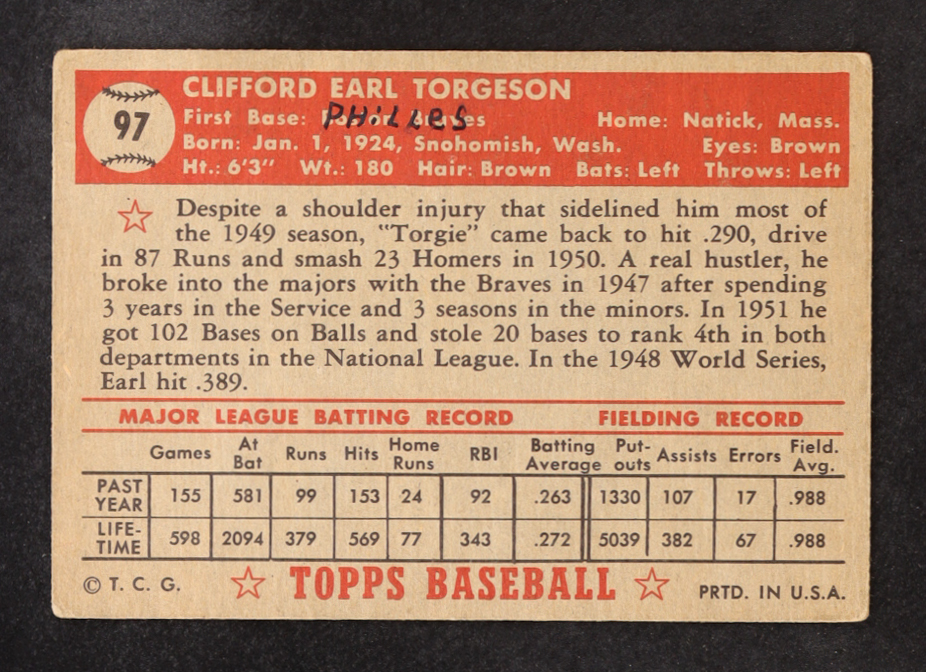 CLIFFORD EARL TORGESON
97
First Base: Boston Braves Home: Natick, Mass.
PHiLLes
Born: Jan. 1, 1924, Snohomish, Wash. Eyes: Brown
Ht.: 6'3" Wt.: 180 Hair: Brown Bats: Left Throws: Left
Despite a shoulder injury that sidelined him most of
the 1949 season, "Torgie" came back to hit .290, drive
in 87 Runs and smash 23 Homers in 1950. A real hustler, he
broke into the majors with the Braves in 1947 after spending
3 years in the Service and 3 seasons in the minors. In 1951 he
got 102 Bases on Balls and stole 20 bases to rank 4th in both
departments in the National League. In the 1948 World Series,
Earl hit .389.
MAJOR LEAGUE BATTING RECORD FIELDING RECORD
Games At Bat Runs Hits Home Runs RBI Batting Average Put-outs Assists Errors Field. Avg.
PAST YEAR 155 581 99 153 24 92 .263 1330 107 17 .988
LIFE-TIME 598 2094 379 569 77 343 .272 5039 382 67 .988
© T. C. G. TOPPS BASEBALL PRTD. IN U.S.A.